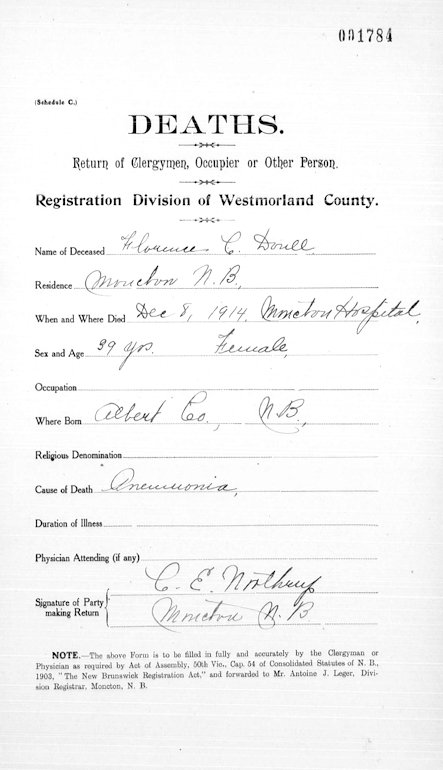 001784
(Schedule C.)
DEATHS.
Return of Clergymen, Occupier or Other Person.
Registration Division of Westmorland County.
Name of Deceased Florence C. Doull
Residence Moncton N. B.,
When and Where Died Dec 8, 1914, Moncton Hospital,
Sex and Age 39 yrs. Female,
Occupation
Where Born Albert Co., N. B.,
Religious Denomination
Cause of Death Pneumonia,
Duration of Illness
Physician Attending (if any)
C. E. Northrup
Signature of Party
making Return Moncton N. B
NOTE.—The above Form is to be filled in fully and accurately by the Clergyman or
Physician as required by Act of Assembly, 50th Vic., Cap. 54 of Consolidated Statutes of N. B.,
1903, "The New Brunswick Registration Act," and forwarded to Mr. Antoine J. Leger, Divi-
sion Registrar, Moncton, N. B.